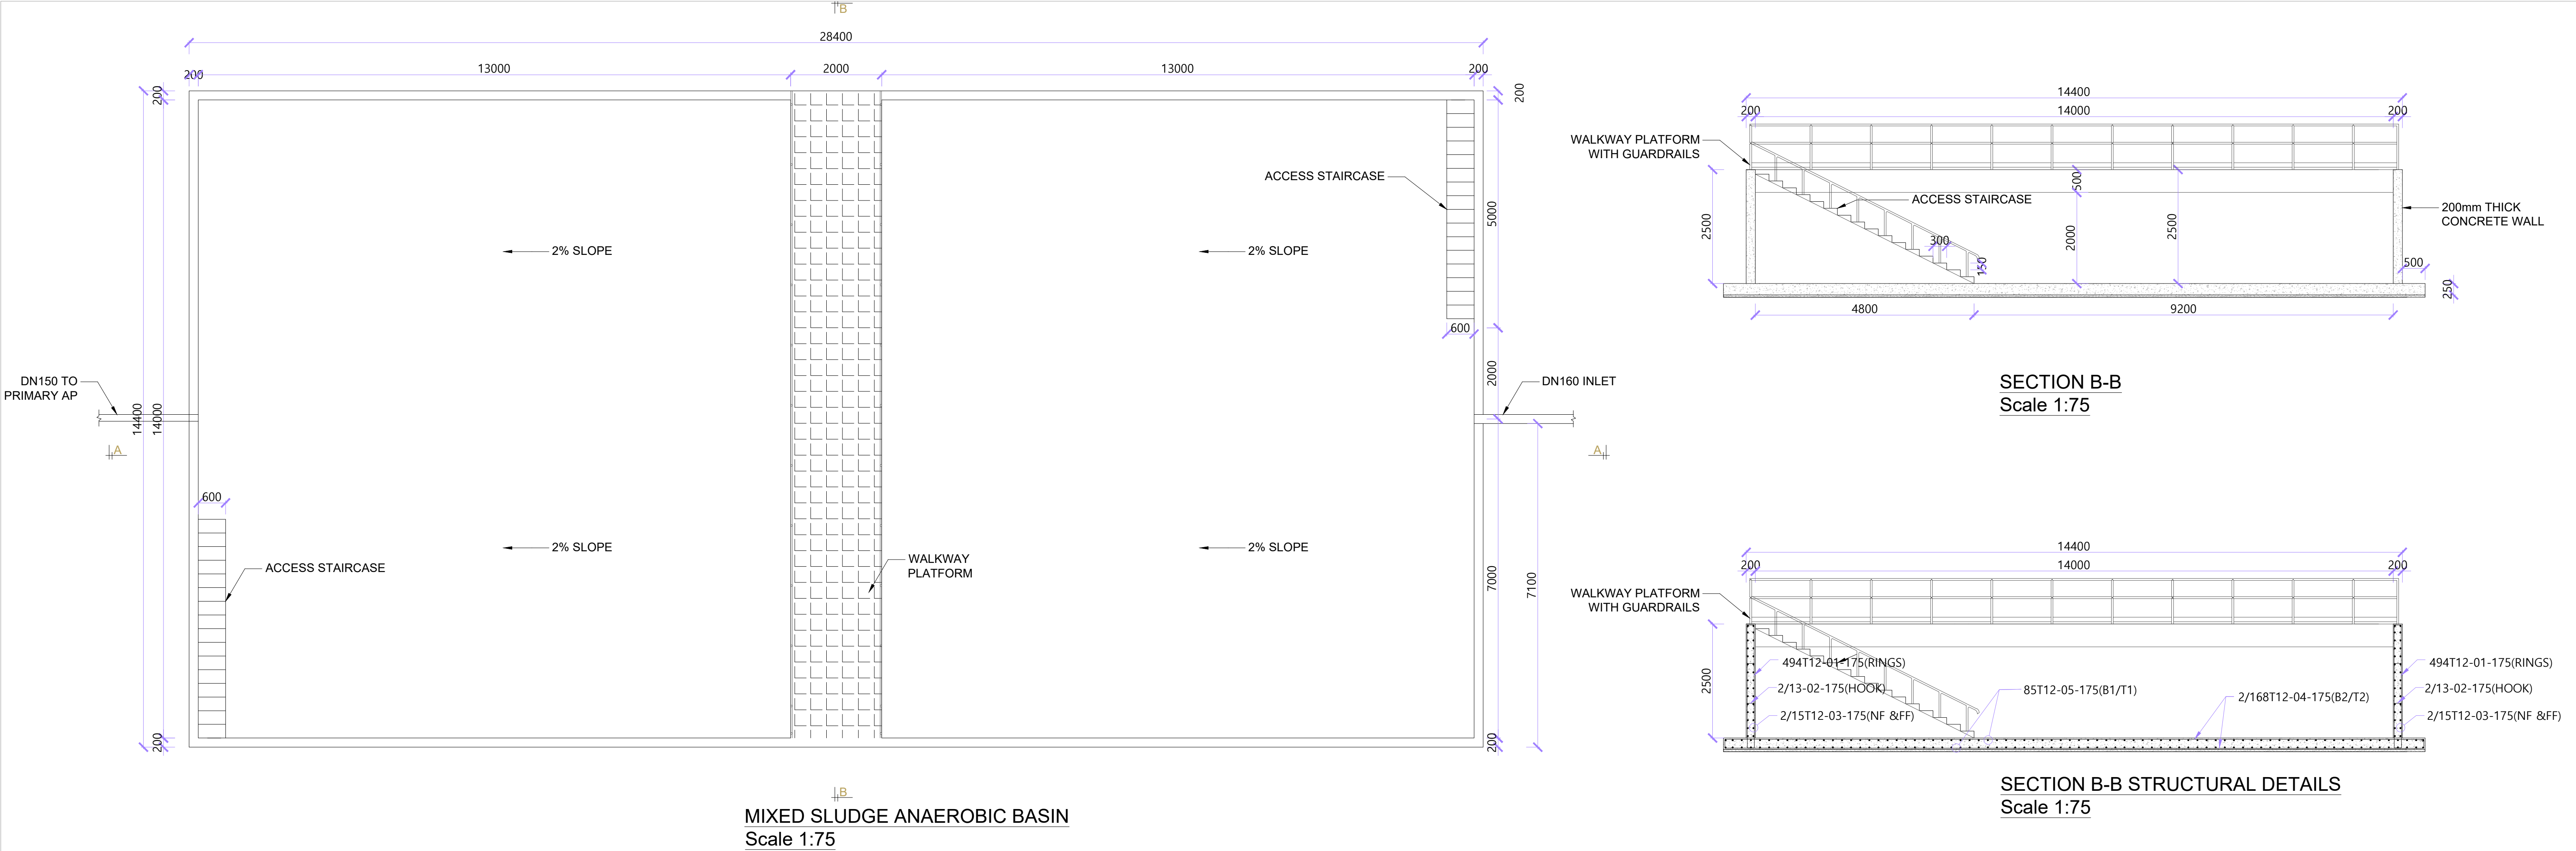 B
28400
200
13000
2000
13000
200
200
200
14400
14000
5000
2000
7000
7100
200
200
ACCESS STAIRCASE
2% SLOPE
2% SLOPE
600
DN150 TO
PRIMARY AP
DN160 INLET
A
A
600
2% SLOPE
2% SLOPE
ACCESS STAIRCASE
WALKWAY
PLATFORM
B
MIXED SLUDGE ANAEROBIC BASIN
Scale 1:75
14400
200
14000
200
WALKWAY PLATFORM
WITH GUARDRAILS
500
ACCESS STAIRCASE
200mm THICK
CONCRETE WALL
2500
300
2000
2500
150
500
250
4800
9200
SECTION B-B
Scale 1:75
14400
200
14000
200
WALKWAY PLATFORM
WITH GUARDRAILS
2500
494T12-01-175(RINGS)
2/13-02-175(HOOK)
2/15T12-03-175(NF &FF)
85T12-05-175(B1/T1)
2/168T12-04-175(B2/T2)
494T12-01-175(RINGS)
2/13-02-175(HOOK)
2/15T12-03-175(NF &FF)
SECTION B-B STRUCTURAL DETAILS
Scale 1:75